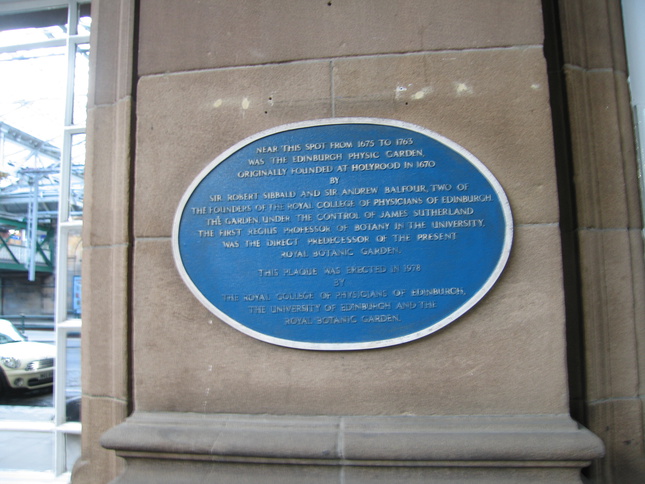 NEAR THIS SPOT FROM 1675 TO 1763
WAS THE EDINBURGH PHYSIC GARDEN,
ORIGINALLY FOUNDED AT HOLYROOD IN 1670
BY
SIR ROBERT SIBBALD AND SIR ANDREW BALFOUR, TWO OF
THE FOUNDERS OF THE ROYAL COLLEGE OF PHYSICIANS OF EDINBURGH
THE GARDEN, UNDER THE CONTROL OF JAMES SUTHERLAND
THE FIRST REGIUS PROFESSOR OF BOTANY IN THE UNIVERSITY,
WAS THE DIRECT PREDECESSOR OF THE PRESENT
ROYAL BOTANIC GARDEN.
THIS PLAQUE WAS ERECTED IN 1978
BY
THE ROYAL COLLEGE OF PHYSICIANS OF EDINBURGH,
THE UNIVERSITY OF EDINBURGH AND THE
ROYAL BOTANIC GARDEN.